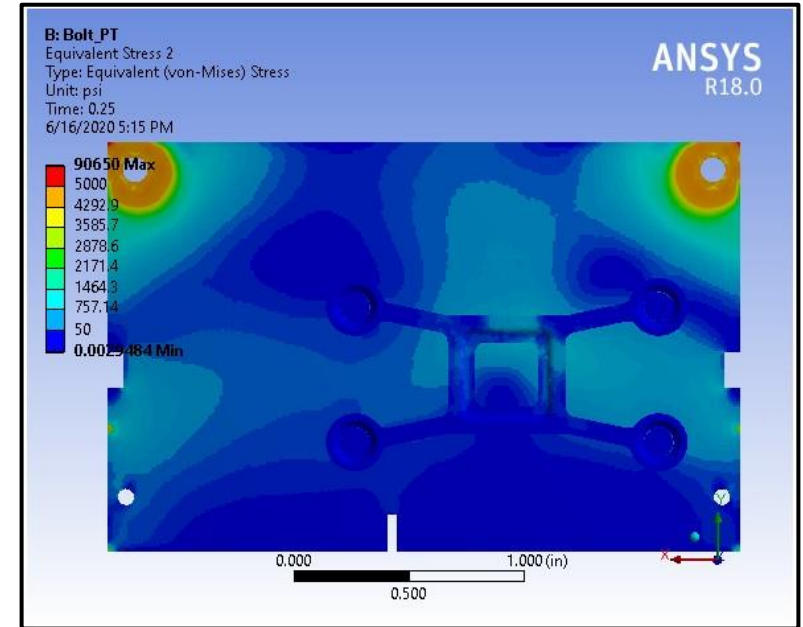 B: Bolt_PT
Equivalent Stress 2
Type: Equivalent (von-Mises) Stress
Unit: psi
Time: 0.25
6/16/2020 5:15 PM
ANSYS
R18.0
90650 Max
5000
4292.9
3585.7
2878.6
2171.4
1464.3
757.14
50
0.0029484 Min
0.000
1.000 (in)
0.500
X
Y